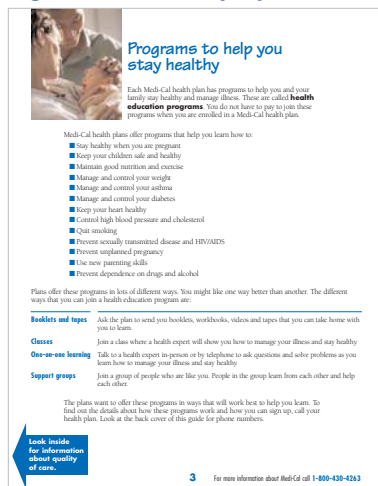 Programs to help you
stay healthy
Each Medi-Cal health plan has programs to help you and your
family stay healthy and manage illness. These are called health
education programs. You do not have to pay to join these
programs when you are enrolled in a Medi-Cal health plan.
Medi-Cal health plans offer programs that help you learn how to:
■ Stay healthy when you are pregnant
■ Keep your children safe and healthy
■ Maintain good nutrition and exercise
■ Manage and control your weight
■ Manage and control your asthma
■ Manage and control your diabetes
■ Keep your heart healthy
■ Control high blood pressure and cholesterol
■ Quit smoking
■ Prevent sexually transmitted disease and HIV/AIDS
■ Prevent unplanned pregnancy
■ Use new parenting skills
■ Prevent dependence on drugs and alcohol
Plans offer these programs in lots of different ways. You might like one way better than another. The different
ways that you can join a health education program are:
Booklets and tapes Ask the plan to send you booklets, workbooks, videos and tapes that you can take home with
you to learn.
Classes Join a class where a health expert will show you how to manage your illness and stay healthy.
One-on-one learning Talk to a health expert in-person or by telephone to ask questions and solve problems as you
learn how to manage your illness and stay healthy.
Support groups Join a group of people who are like you. People in the group learn from each other and help
each other.
The plans want to offer these programs in ways that will work best to help you learn. To
find out the details about how these programs work and how you can sign up, call your
health plan. Look at the back cover of this guide for phone numbers.
Look inside
for information
about quality
of care.
3 For more information about Medi-Cal call 1-800-430-4263